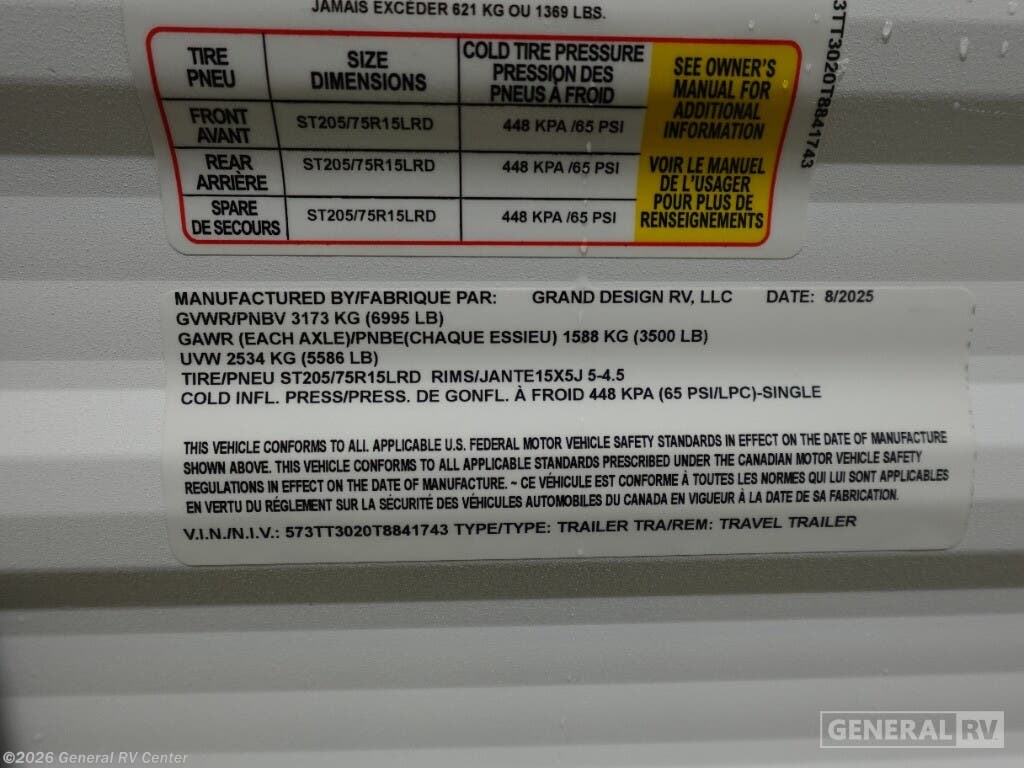 JAMAIS EXCÉDER 621 KG OU 1369 LBS.
TIRE
PNEU
SIZE
DIMENSIONS
COLD TIRE PRESSURE
PRESSION DES
PNEUS À FROID
SEE OWNER'S
MANUAL FOR
ADDITIONAL
INFORMATION
FRONT
AVANT
ST205/75R15LRD
448 KPA /65 PSI
REAR
ARRIÈRE
ST205/75R15LRD
448 KPA /65 PSI
VOIR LE MANUEL
DE L'USAGER
POUR PLUS DE
RENSEIGNEMENTS
SPARE
DE SECOURS
ST205/75R15LRD
448 KPA /65 PSI
3TT3020T8841743
MANUFACTURED BY/FABRIQUE PAR: GRAND DESIGN RV, LLC DATE: 8/2025
GVWR/PNBV 3173 KG (6995 LB)
GAWR (EACH AXLE)/PNBE(CHAQUE ESSIEU) 1588 KG (3500 LB)
UVW 2534 KG (5586 LB)
TIRE/PNEU ST205/75R15LRD RIMS/JANTE15X5J 5-4.5
COLD INFL. PRESS/PRESS. DE GONFL. À FROID 448 KPA (65 PSI/LPC)-SINGLE
THIS VEHICLE CONFORMS TO ALL APPLICABLE U.S. FEDERAL MOTOR VEHICLE SAFETY STANDARDS IN EFFECT ON THE DATE OF MANUFACTURE
SHOWN ABOVE. THIS VEHICLE CONFORMS TO ALL APPLICABLE STANDARDS PRESCRIBED UNDER THE CANADIAN MOTOR VEHICLE SAFETY
REGULATIONS IN EFFECT ON THE DATE OF MANUFACTURE. ~ CE VÉHICULE EST CONFORME À TOUTES LES NORMES QUI LUI SONT APPLICABLES
EN VERTU DU RÉGLEMENT SUR LA SÉCURITÉ DES VÉHICULES AUTOMOBILES DU CANADA EN VIGUEUR À LA DATE DE SA FABRICATION.
V.I.N./N.I.V.: 573TT3020T8841743 TYPE/TYPE: TRAILER TRA/REM: TRAVEL TRAILER
GENERAL RV
©2026 General RV Center